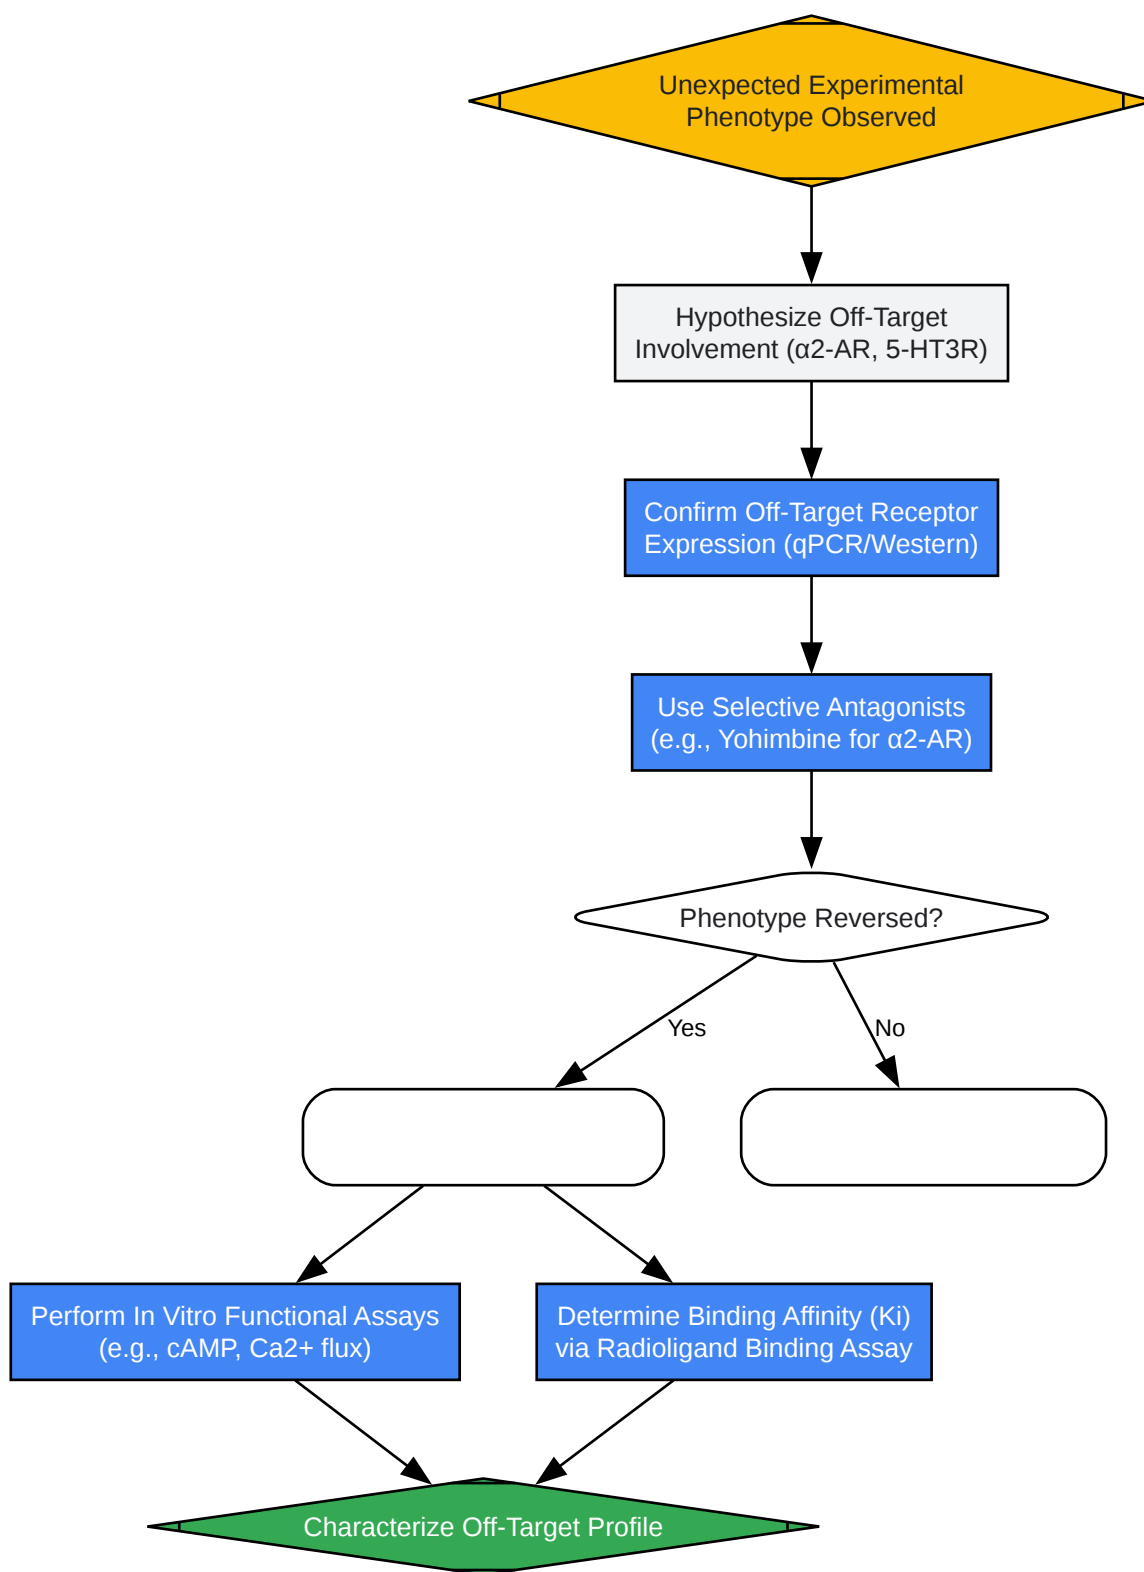 Unexpected Experimental
Phenotype Observed
Hypothesize Off-Target
Involvement (α2-AR, 5-HT3R)
Confirm Off-Target Receptor
Expression (qPCR/Western)
Use Selective Antagonists
(e.g., Yohimbine for α2-AR)
Phenotype Reversed?
Yes
No
Perform In Vitro Functional Assays
(e.g., cAMP, Ca2+ flux)
Determine Binding Affinity (Ki)
via Radioligand Binding Assay
Characterize Off-Target Profile